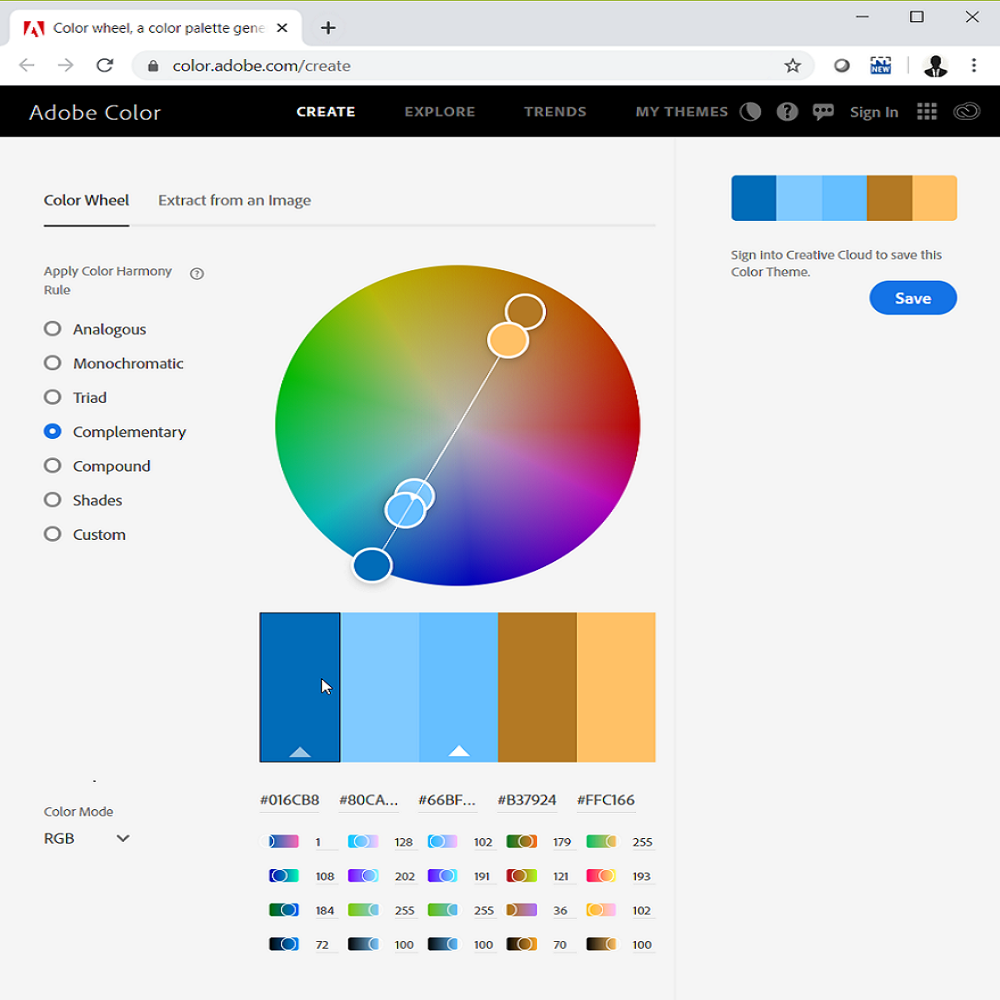 Color wheel, a color palette gene
color.adobe.com/create
NEW
Adobe Color
CREATE
EXPLORE
TRENDS
MY THEMES
?
Sign In
Color Wheel
Extract from an Image
Apply Color Harmony
Rule
?
Analogous
Monochromatic
Triad
Complementary
Compound
Shades
Custom
Sign into Creative Cloud to save this
Color Theme.
Save
#016CB8 #80CA... #66BF... #B37924 #FFC166
Color Mode
RGB
1 128 102 179 255
108 202 191 121 193
184 255 255 36 102
72 100 100 70 100